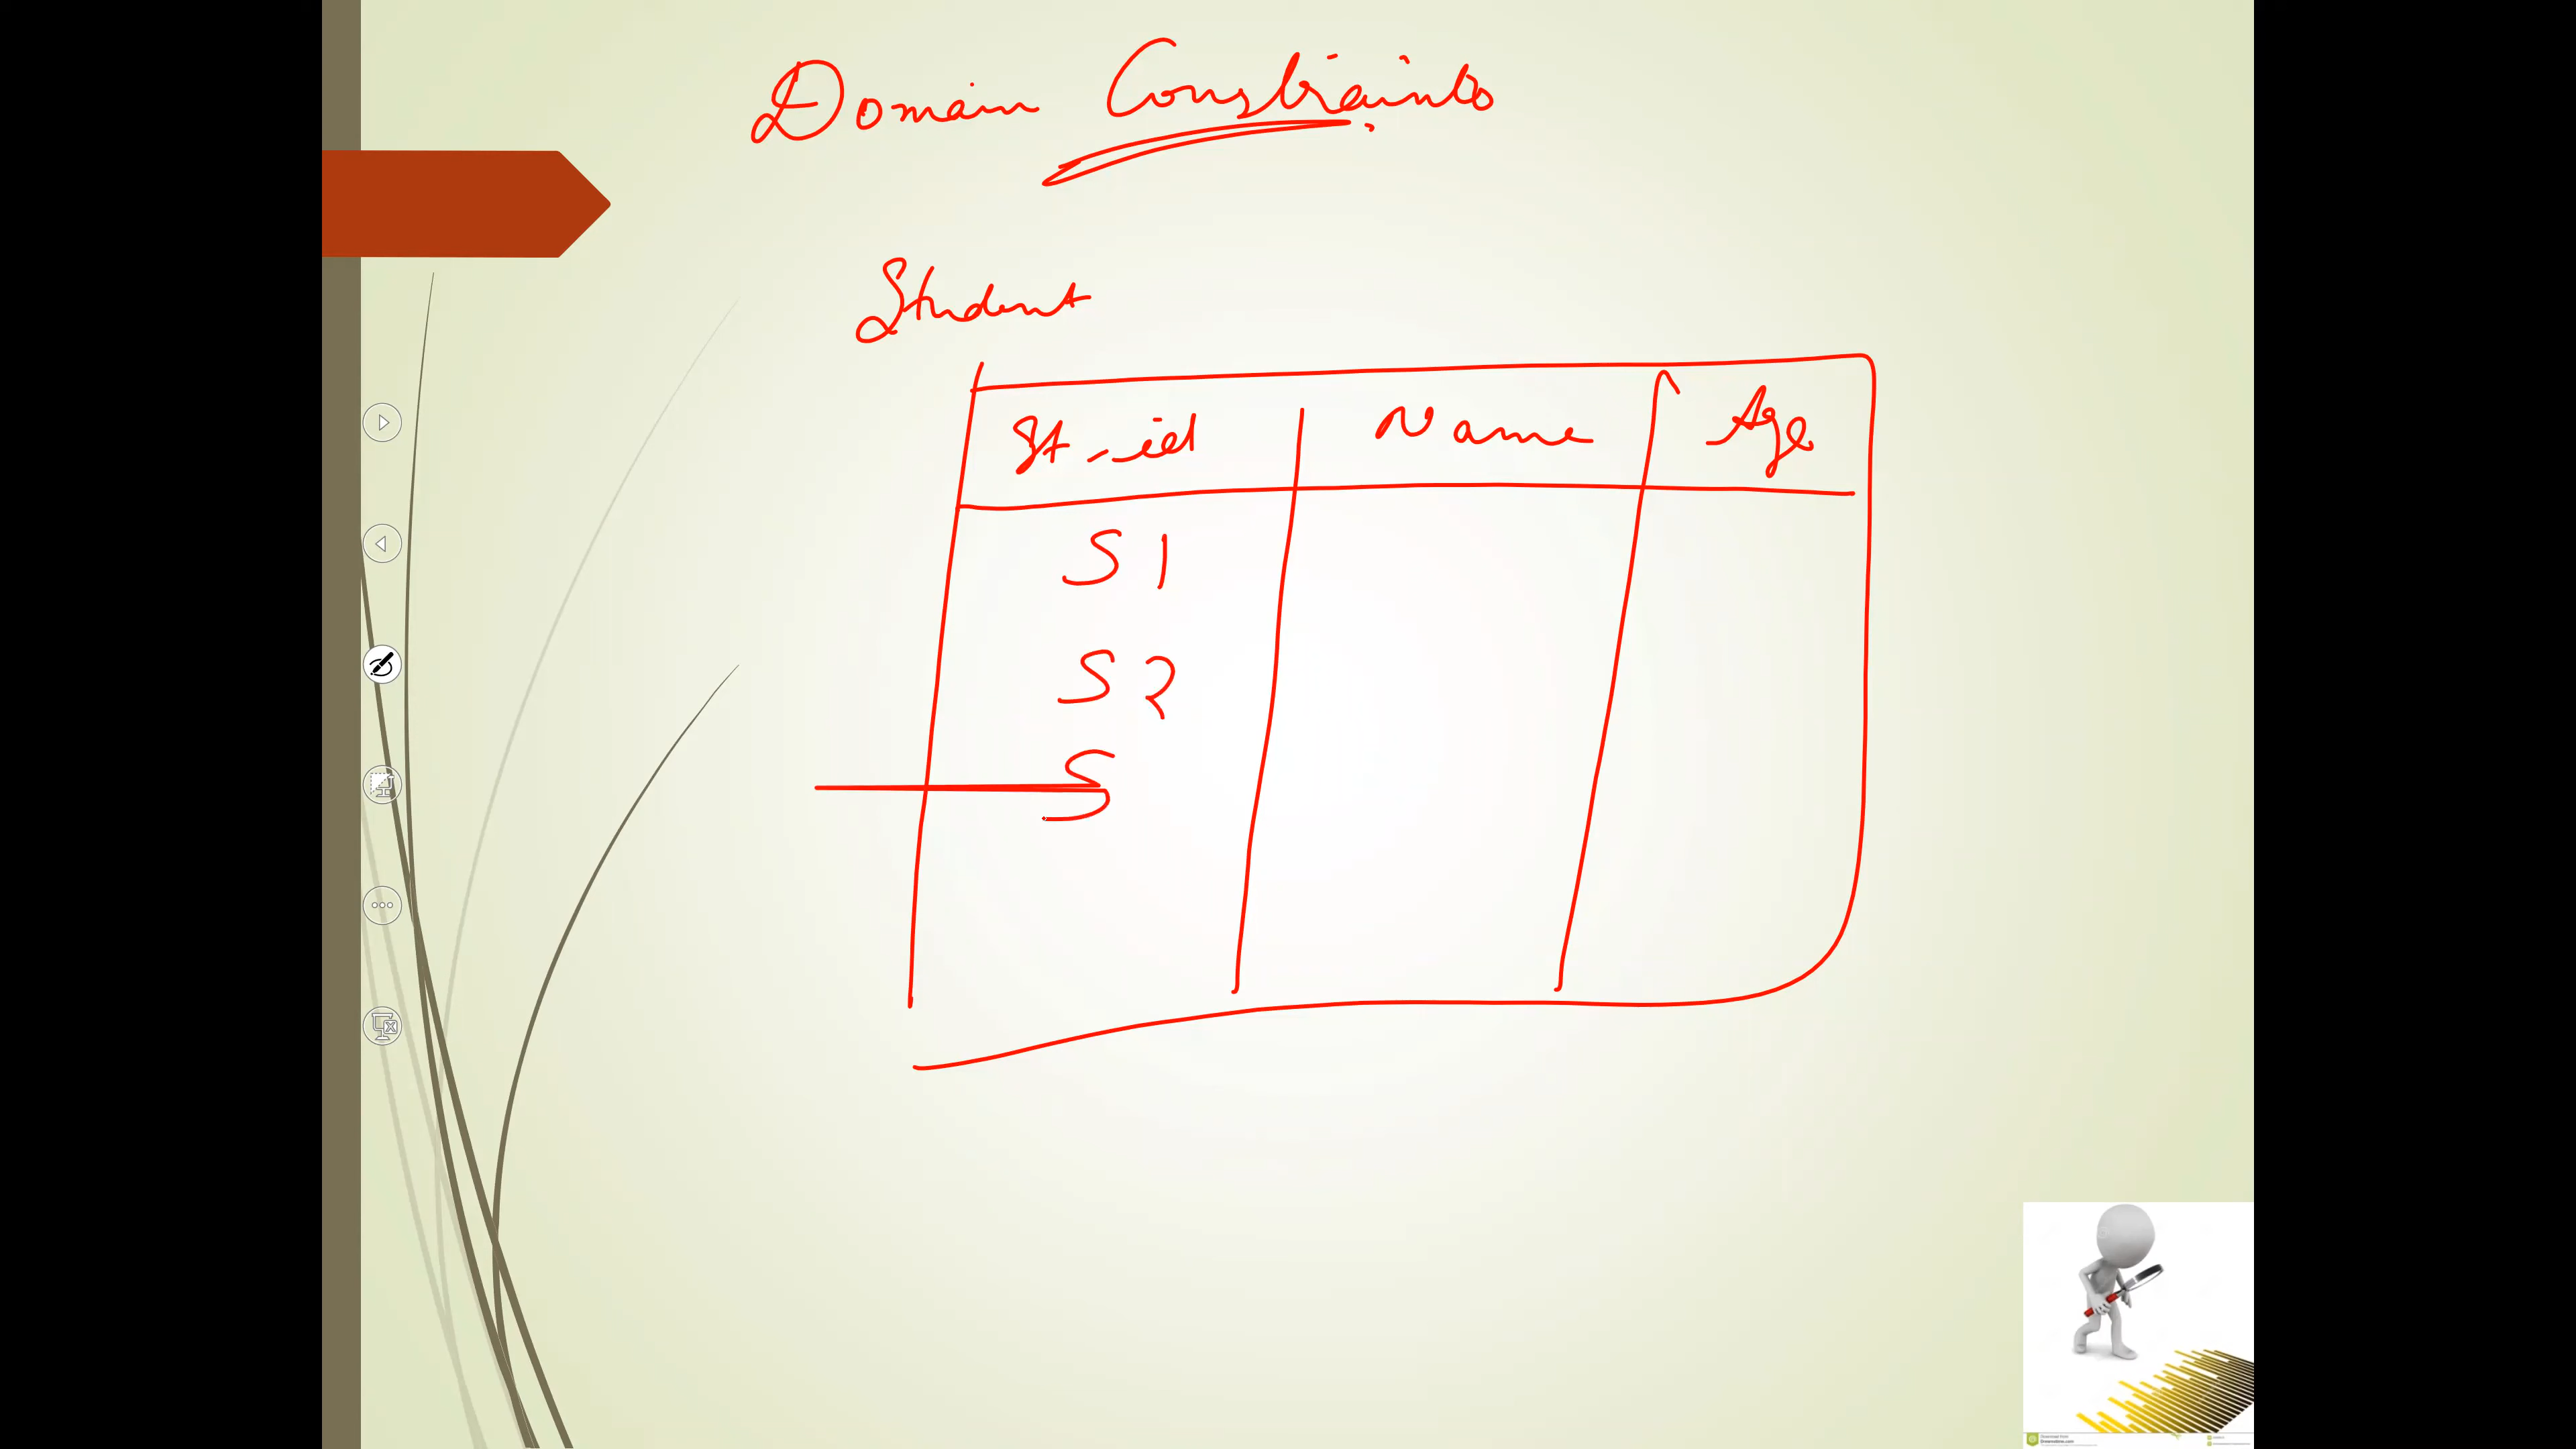 Domain Constraints
Student
St_id Name Age
S1
S2
S